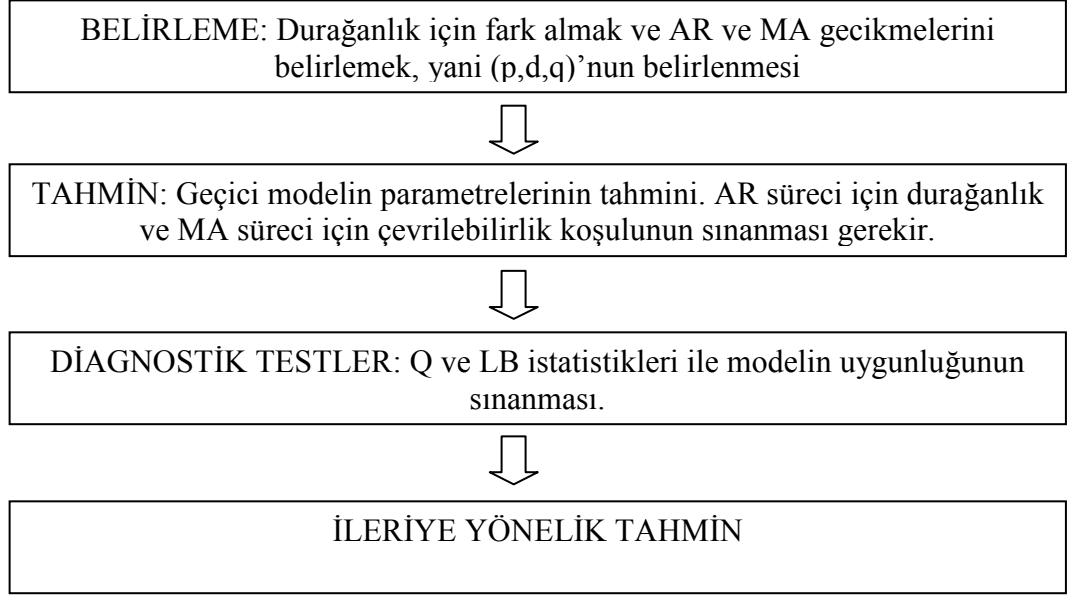 BELİRLEME: Durağanlık için fark almak ve AR ve MA gecikmelerini
belirlemek, yani (p,d,q)’nun belirlenmesi
TAHMİN: Geçici modelin parametrelerinin tahmini. AR süreci için durağanlık
ve MA süreci için çevrilebilirlik koşulunun sınanması gerekir.
DİAGNOSTİK TESTLER: Q ve LB istatistikleri ile modelin uygunluğunun
sınanması.
İLERİYE YÖNELİK TAHMİN